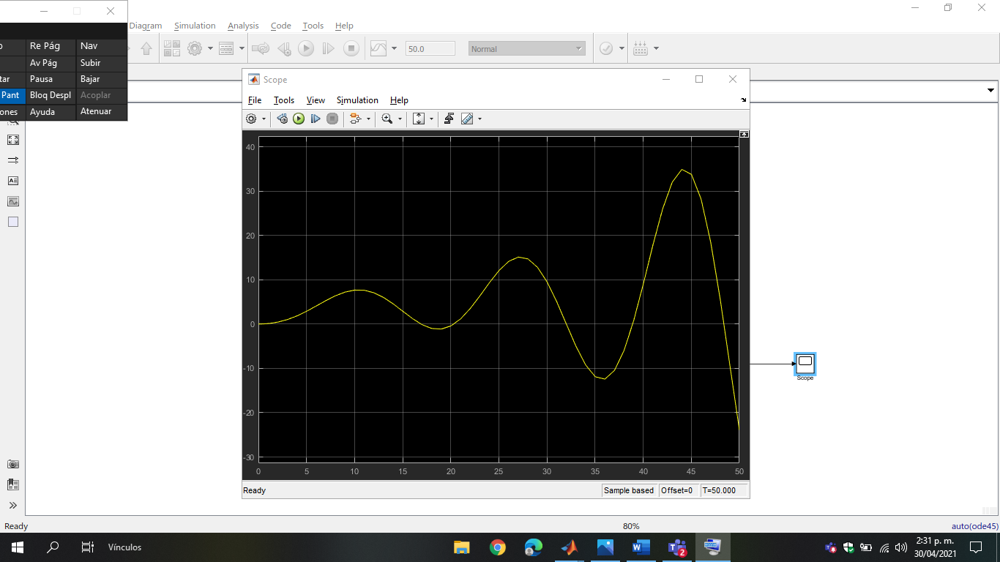 Diagram Simulation Analysis Code Tools Help
Re Pág Nav
Av Pág Subir
tar Pausa Bajar
Pant Bloq Despl Acoplar
ones Ayuda Atenuar
50.0 Normal
Scope
File Tools View Simulation Help
40
30
20
10
0
-10
-20
-30
0 5 10 15 20 25 30 35 40 45 50
Ready Sample based Offset=0 T=50.000
Scope
Ready 80% auto(ode45)
Vínculos
2
2:31 p. m.
30/04/2021